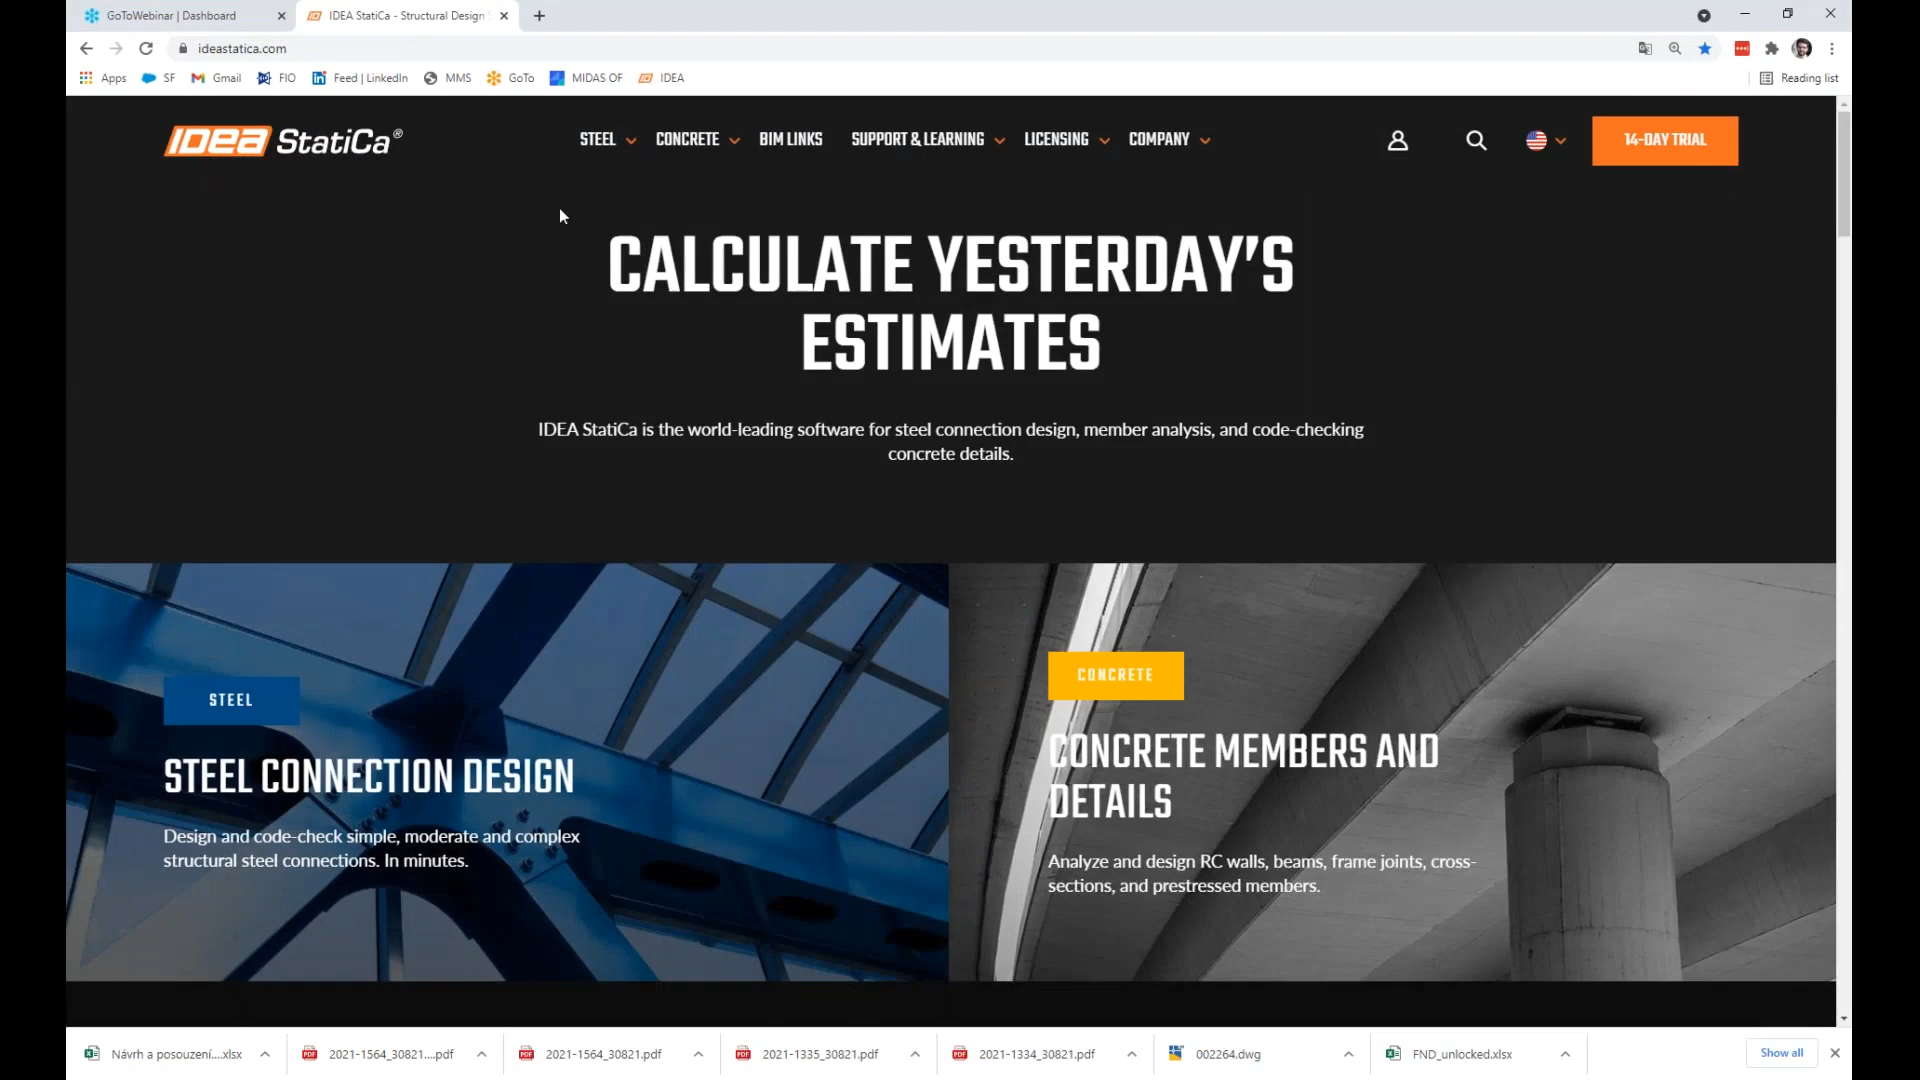 GoToWebinar | Dashboard
IDEA StatiCa - Structural Design
ideastatica.com
Apps
SF
Gmail
FIO
Feed | LinkedIn
MMS
GoTo
MIDAS OF
IDEA
Reading list
IDEA StatiCa®
STEEL
CONCRETE
BIM LINKS
SUPPORT & LEARNING
LICENSING
COMPANY
14-DAY TRIAL
CALCULATE YESTERDAY'S
ESTIMATES
IDEA StatiCa is the world-leading software for steel connection design, member analysis, and code-checking
concrete details.
STEEL
STEEL CONNECTION DESIGN
Design and code-check simple, moderate and complex
structural steel connections. In minutes.
CONCRETE
CONCRETE MEMBERS AND
DETAILS
Analyze and design RC walls, beams, frame joints, cross-
sections, and prestressed members.
Návrh a posouzení....xlsx
2021-1564_30821....pdf
2021-1564_30821.pdf
2021-1335_30821.pdf
2021-1334_30821.pdf
002264.dwg
FND_unlocked.xlsx
Show all